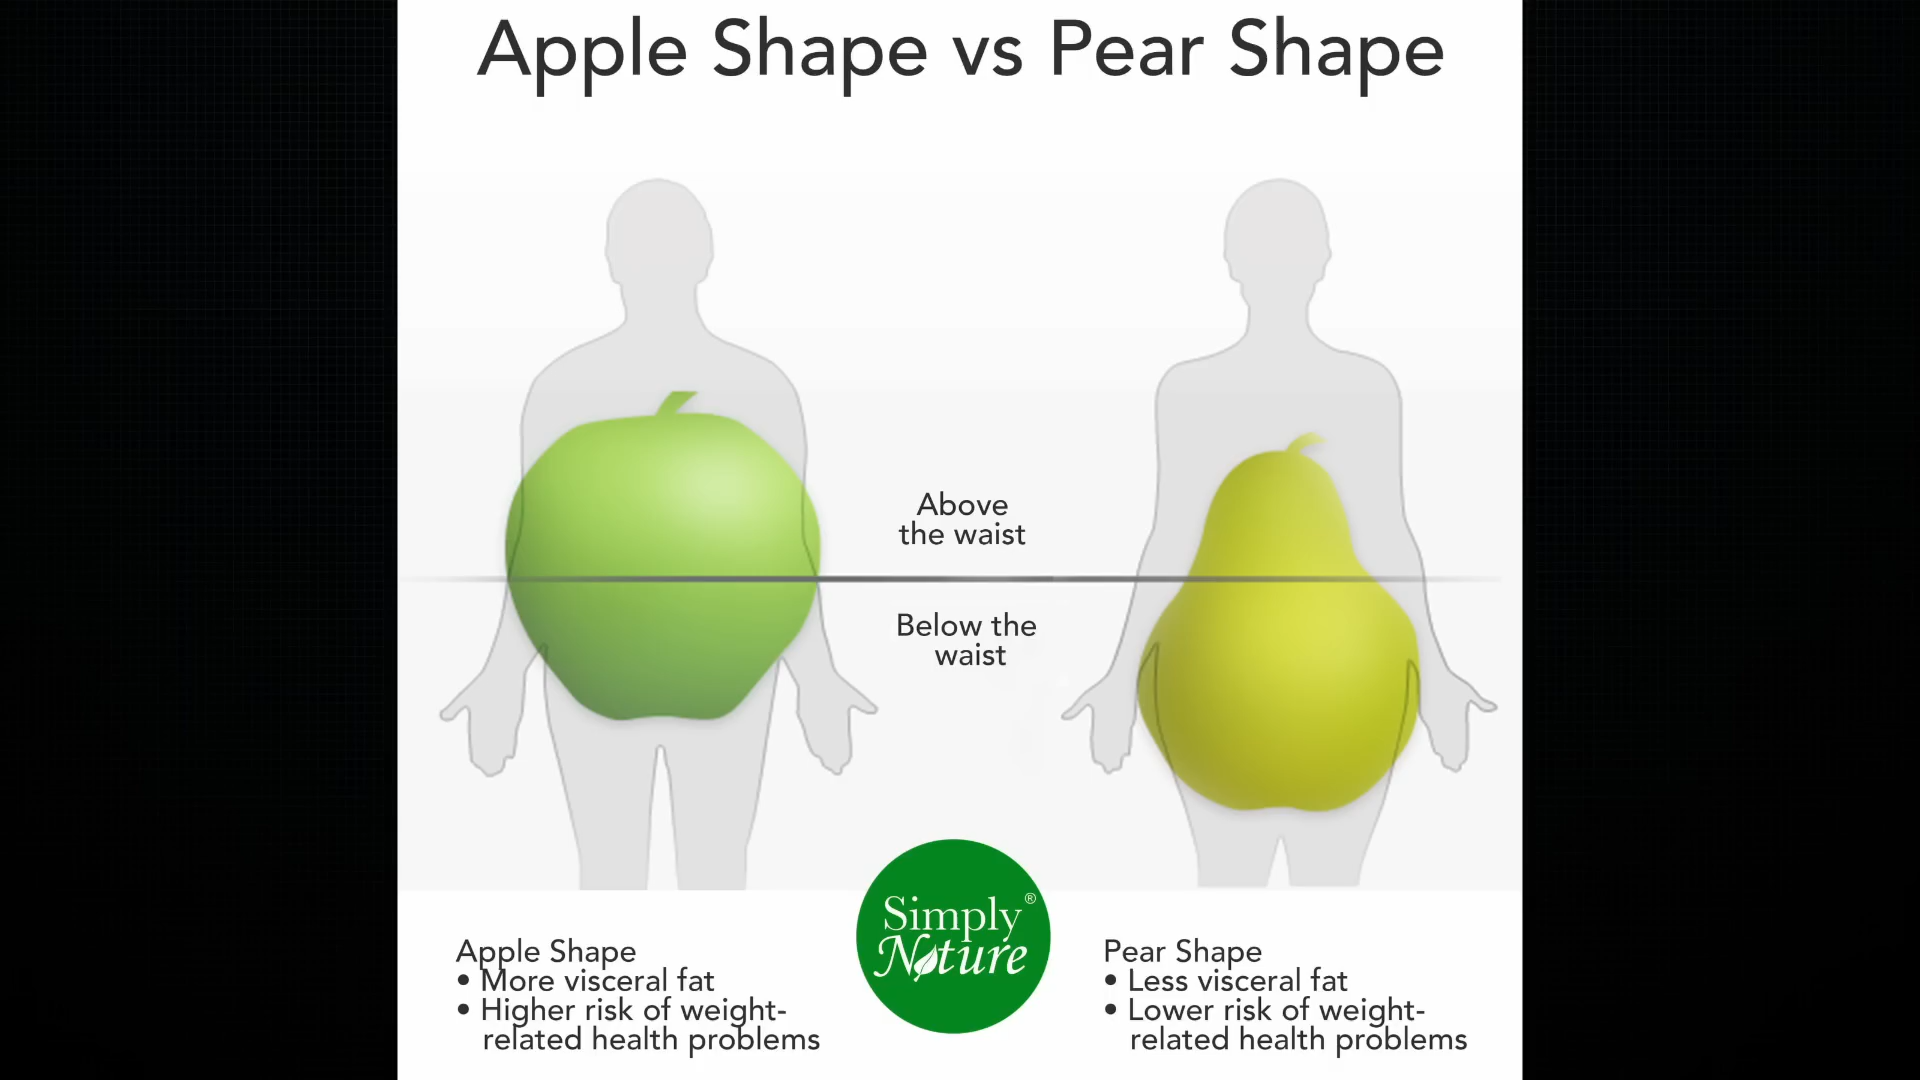 Apple Shape vs Pear Shape
Above
the waist
Below the
waist
Simply®
Nature
Apple Shape
• More visceral fat
• Higher risk of weight-
related health problems
Pear Shape
• Less visceral fat
• Lower risk of weight-
related health problems